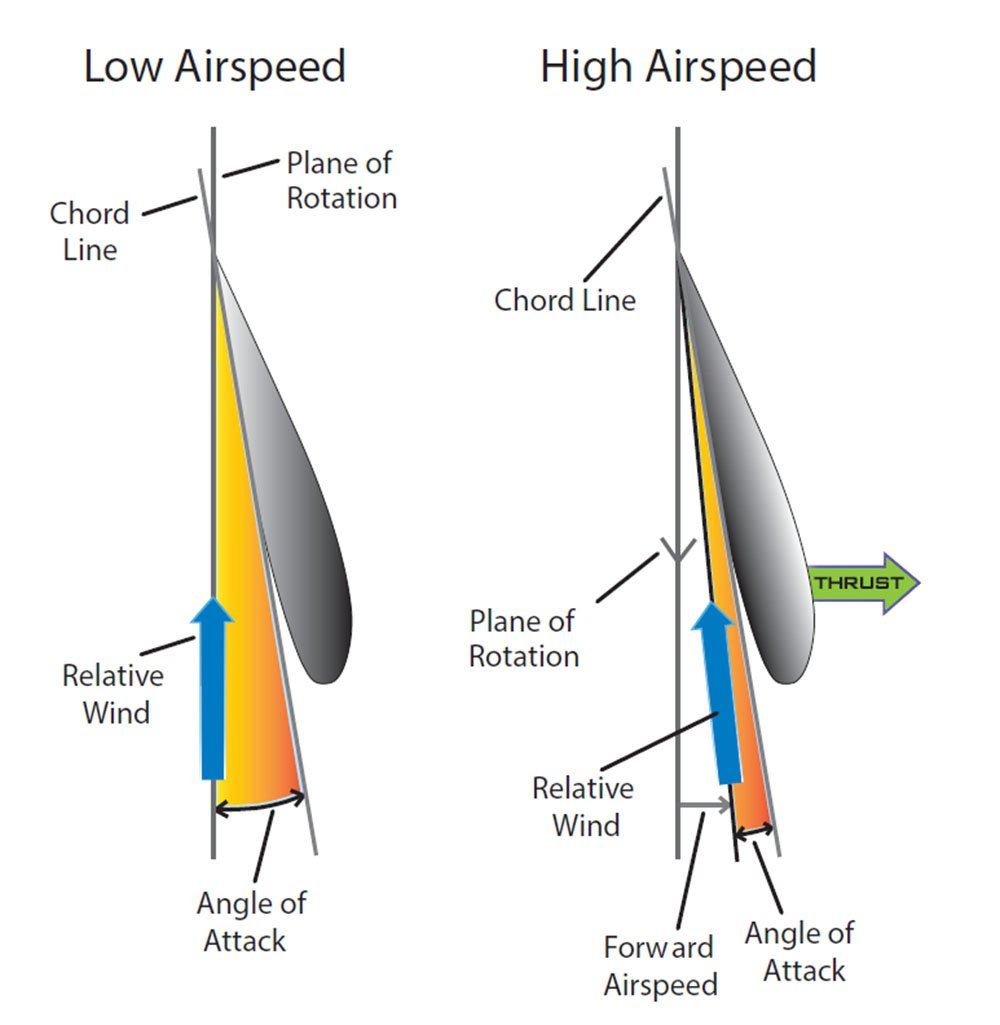 Low Airspeed
Plane of
Rotation
Chord
Line
Relative
Wind
Angle of
Attack
High Airspeed
Chord Line
THRUST
Plane of
Rotation
Relative
Wind
Forward
Airspeed
Angle of
Attack